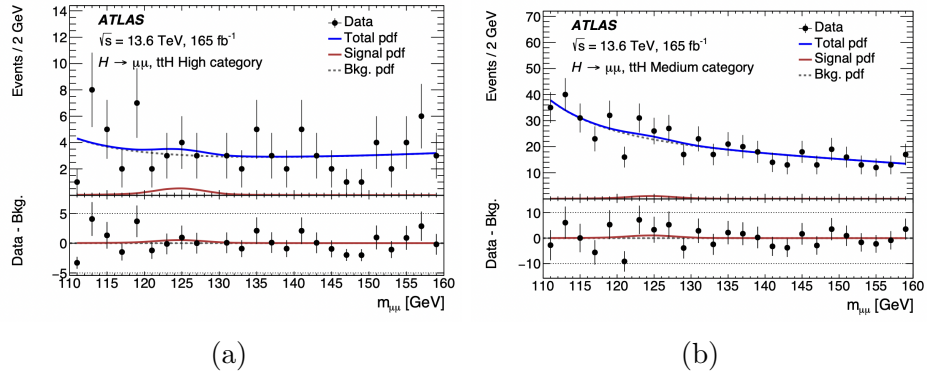 ATLAS
√s = 13.6 TeV, 165 fb⁻¹
H → μμ, ttH High category
Data
Total pdf
Signal pdf
Bkg. pdf
Events / 2 GeV
14
12
10
8
6
4
2
Data - Bkg.
5
0
−5
110 115 120 125 130 135 140 145 150 155 160
m_μμ [GeV]
(a)
ATLAS
√s = 13.6 TeV, 165 fb⁻¹
H → μμ, ttH Medium category
Data
Total pdf
Signal pdf
Bkg. pdf
Events / 2 GeV
70
60
50
40
30
20
10
Data - Bkg.
10
0
−10
110 115 120 125 130 135 140 145 150 155 160
m_μμ [GeV]
(b)